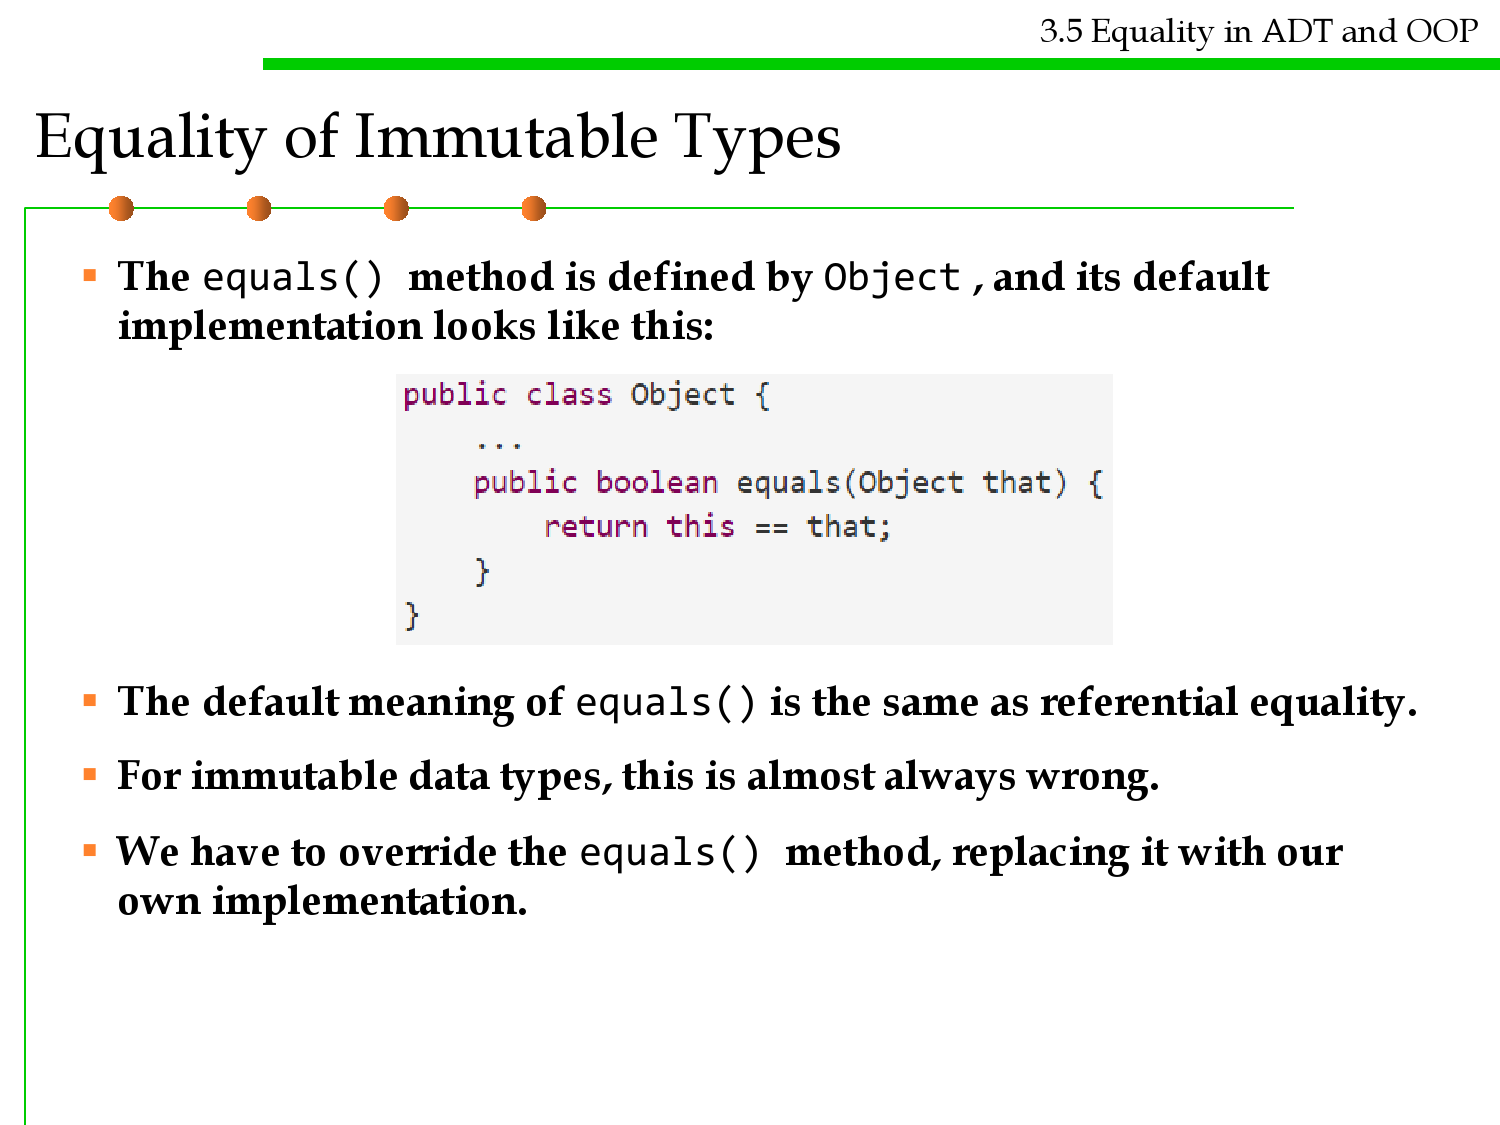 3.5 Equality in ADT and OOP
Equality of Immutable Types
▪ The equals() method is defined by Object , and its default
implementation looks like this:
public class Object {
    ...
    public boolean equals(Object that) {
        return this == that;
    }
}
▪ The default meaning of equals() is the same as referential equality.
▪ For immutable data types, this is almost always wrong.
▪ We have to override the equals() method, replacing it with our
own implementation.